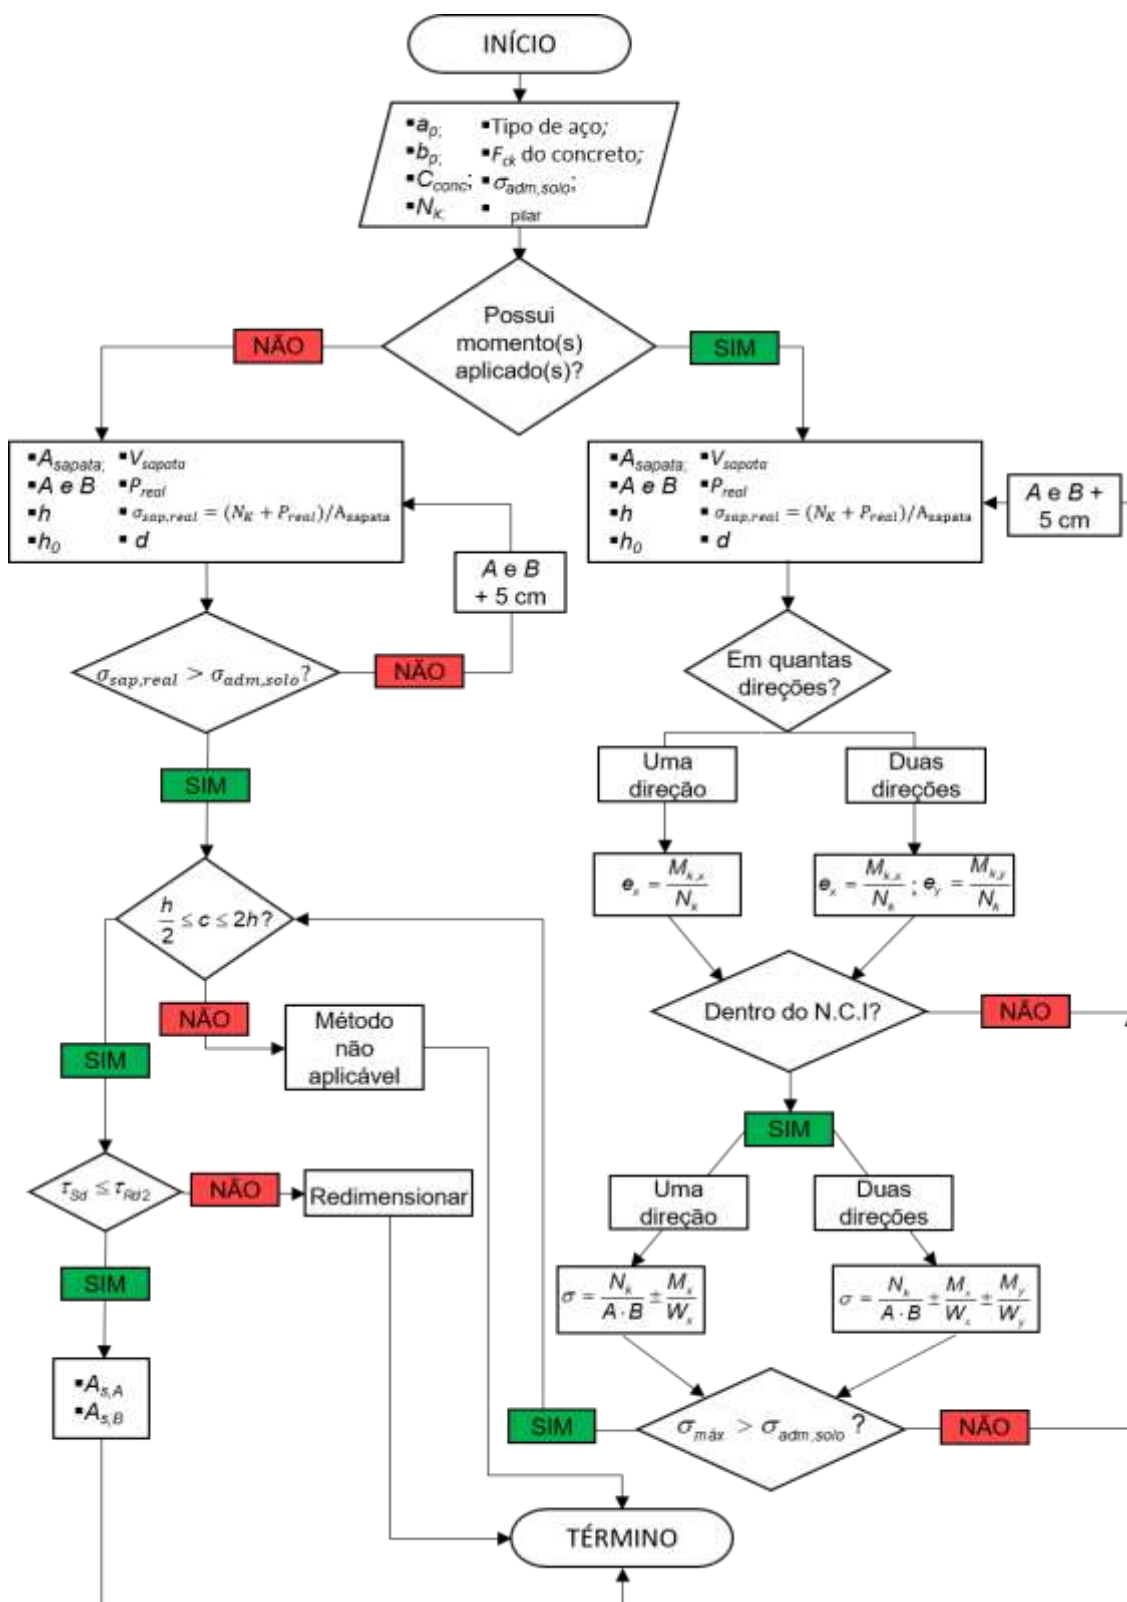 INÍCIO
▪ap; ▪Tipo de aço;
▪bp; ▪Fck do concreto;
▪Cconc; ▪σadm,solo;
▪Nk; ▪ pilar
Possui
momento(s)
aplicado(s)?
NÃO
SIM
▪Asapata; ▪Vsapata
▪A e B ▪Preal
▪h ▪σsap,real = (NK + Preal)/Asapata
▪h0 ▪d
A e B
+ 5 cm
▪Asapata; ▪Vsapata
▪A e B ▪Preal
▪h ▪σsap,real = (NK + Preal)/Asapata
▪h0 ▪d
A e B +
5 cm
σsap,real > σadm,solo?
NÃO
SIM
Em quantas
direções?
Uma
direção
Duas
direções
ex = Mk,x/Nk
ex = Mk,x/Nk ; ey = Mk,y/Nk
h/2 ≤ c ≤ 2h?
NÃO
Método
não
aplicável
SIM
Dentro do N.C.I?
NÃO
SIM
τSd ≤ τRd2
NÃO
Redimensionar
SIM
▪As,A
▪As,B
Uma
direção
Duas
direções
σ = Nk/A·B ± Mx/Wx
σ = Nk/A·B ± Mx/Wx ± My/Wy
σmáx > σadm,solo ?
SIM
NÃO
TÉRMINO